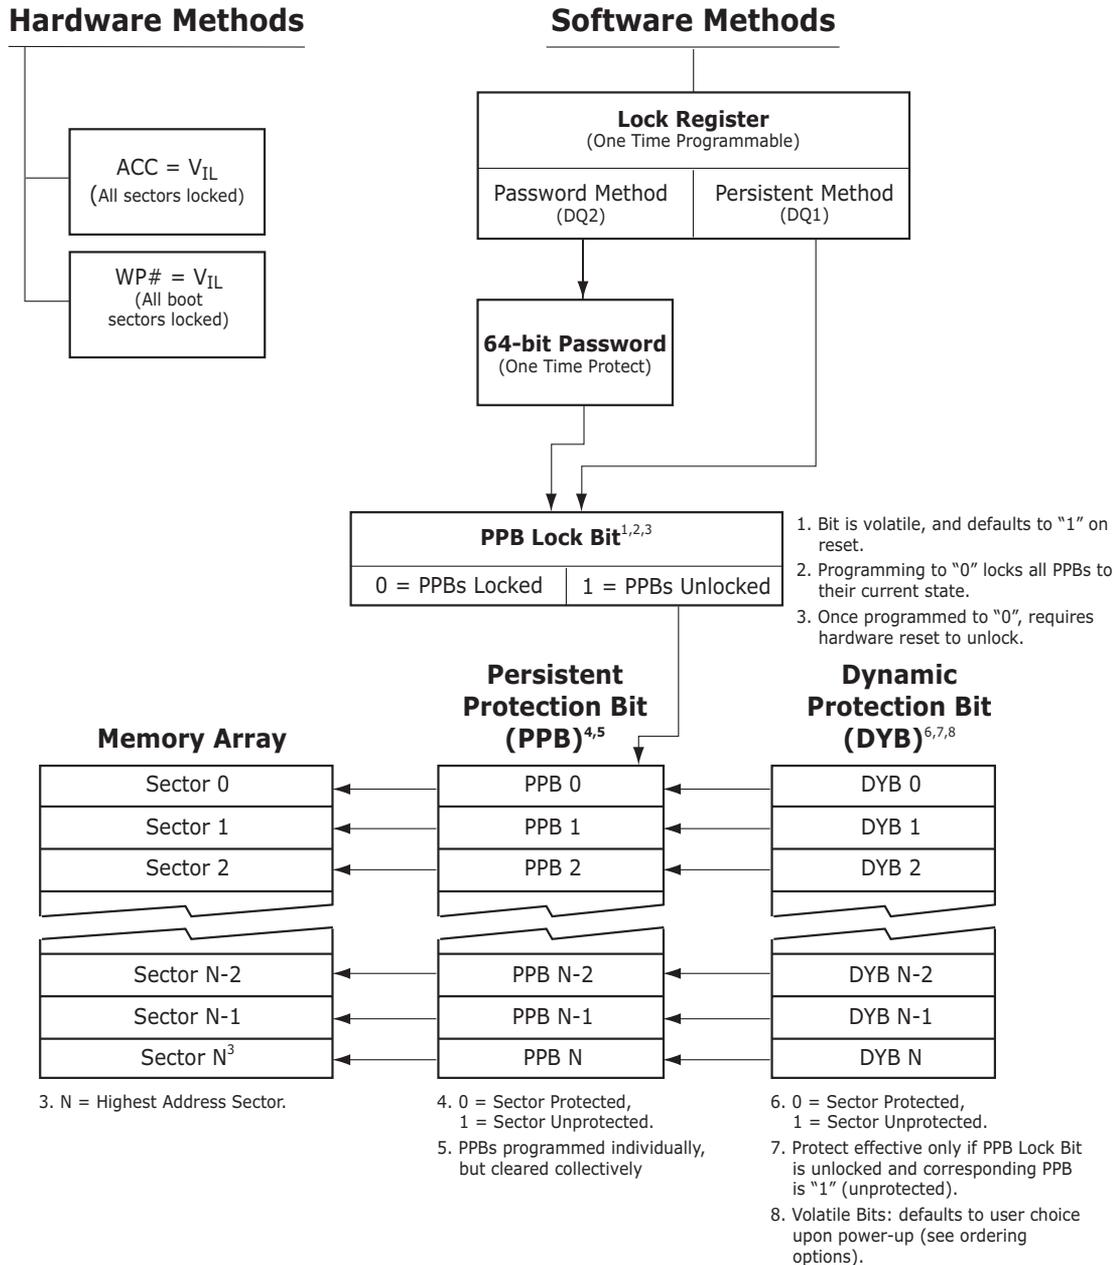 Hardware Methods
Software Methods
ACC = VIL
(All sectors locked)
WP# = VIL
(All boot
sectors locked)
Lock Register
(One Time Programmable)
Password Method
(DQ2)
Persistent Method
(DQ1)
64-bit Password
(One Time Protect)
PPB Lock Bit1,2,3
0 = PPBs Locked
1 = PPBs Unlocked
1. Bit is volatile, and defaults to “1” on
reset.
2. Programming to “0” locks all PPBs to
their current state.
3. Once programmed to “0”, requires
hardware reset to unlock.
Memory Array
Sector 0
Sector 1
Sector 2
Sector N-2
Sector N-1
Sector N3
3. N = Highest Address Sector.
Persistent
Protection Bit
(PPB)4,5
PPB 0
PPB 1
PPB 2
PPB N-2
PPB N-1
PPB N
4. 0 = Sector Protected,
1 = Sector Unprotected.
5. PPBs programmed individually,
but cleared collectively
Dynamic
Protection Bit
(DYB)6,7,8
DYB 0
DYB 1
DYB 2
DYB N-2
DYB N-1
DYB N
6. 0 = Sector Protected,
1 = Sector Unprotected.
7. Protect effective only if PPB Lock Bit
is unlocked and corresponding PPB
is “1” (unprotected).
8. Volatile Bits: defaults to user choice
upon power-up (see ordering
options).